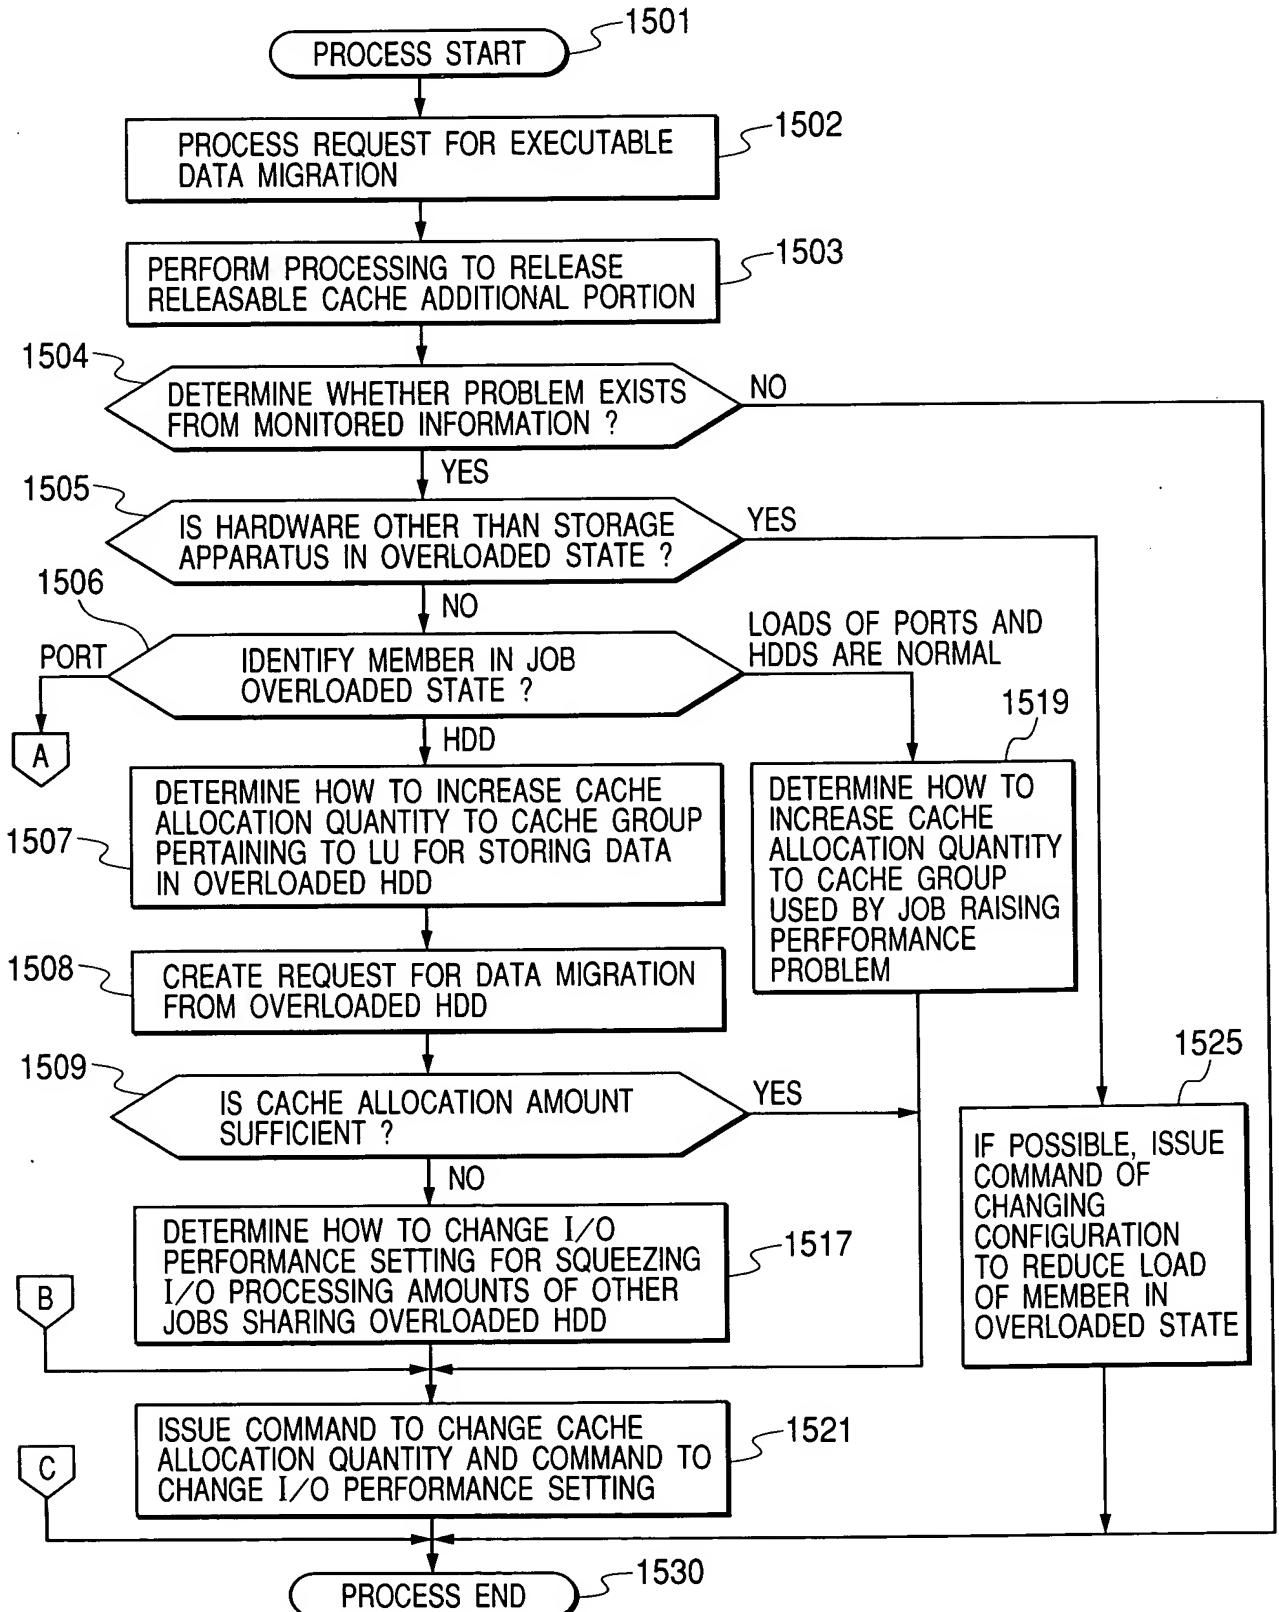 1501
PROCESS START
1502
PROCESS REQUEST FOR EXECUTABLE
DATA MIGRATION
1503
PERFORM PROCESSING TO RELEASE
RELEASABLE CACHE ADDITIONAL PORTION
1504
DETERMINE WHETHER PROBLEM EXISTS
FROM MONITORED INFORMATION ?
NO
YES
1505
IS HARDWARE OTHER THAN STORAGE
APPARATUS IN OVERLOADED STATE ?
YES
NO
1506
IDENTIFY MEMBER IN JOB
OVERLOADED STATE ?
PORT
A
LOADS OF PORTS AND
HDDS ARE NORMAL
HDD
1507
DETERMINE HOW TO INCREASE CACHE
ALLOCATION QUANTITY TO CACHE GROUP
PERTAINING TO LU FOR STORING DATA
IN OVERLOADED HDD
1519
DETERMINE HOW TO
INCREASE CACHE
ALLOCATION QUANTITY
TO CACHE GROUP
USED BY JOB RAISING
PERFFORMANCE
PROBLEM
1508
CREATE REQUEST FOR DATA MIGRATION
FROM OVERLOADED HDD
1509
IS CACHE ALLOCATION AMOUNT
SUFFICIENT ?
YES
NO
1525
IF POSSIBLE, ISSUE
COMMAND OF
CHANGING
CONFIGURATION
TO REDUCE LOAD
OF MEMBER IN
OVERLOADED STATE
1517
DETERMINE HOW TO CHANGE I/O
PERFORMANCE SETTING FOR SQUEEZING
I/O PROCESSING AMOUNTS OF OTHER
JOBS SHARING OVERLOADED HDD
B
1521
ISSUE COMMAND TO CHANGE CACHE
ALLOCATION QUANTITY AND COMMAND TO
CHANGE I/O PERFORMANCE SETTING
C
1530
PROCESS END